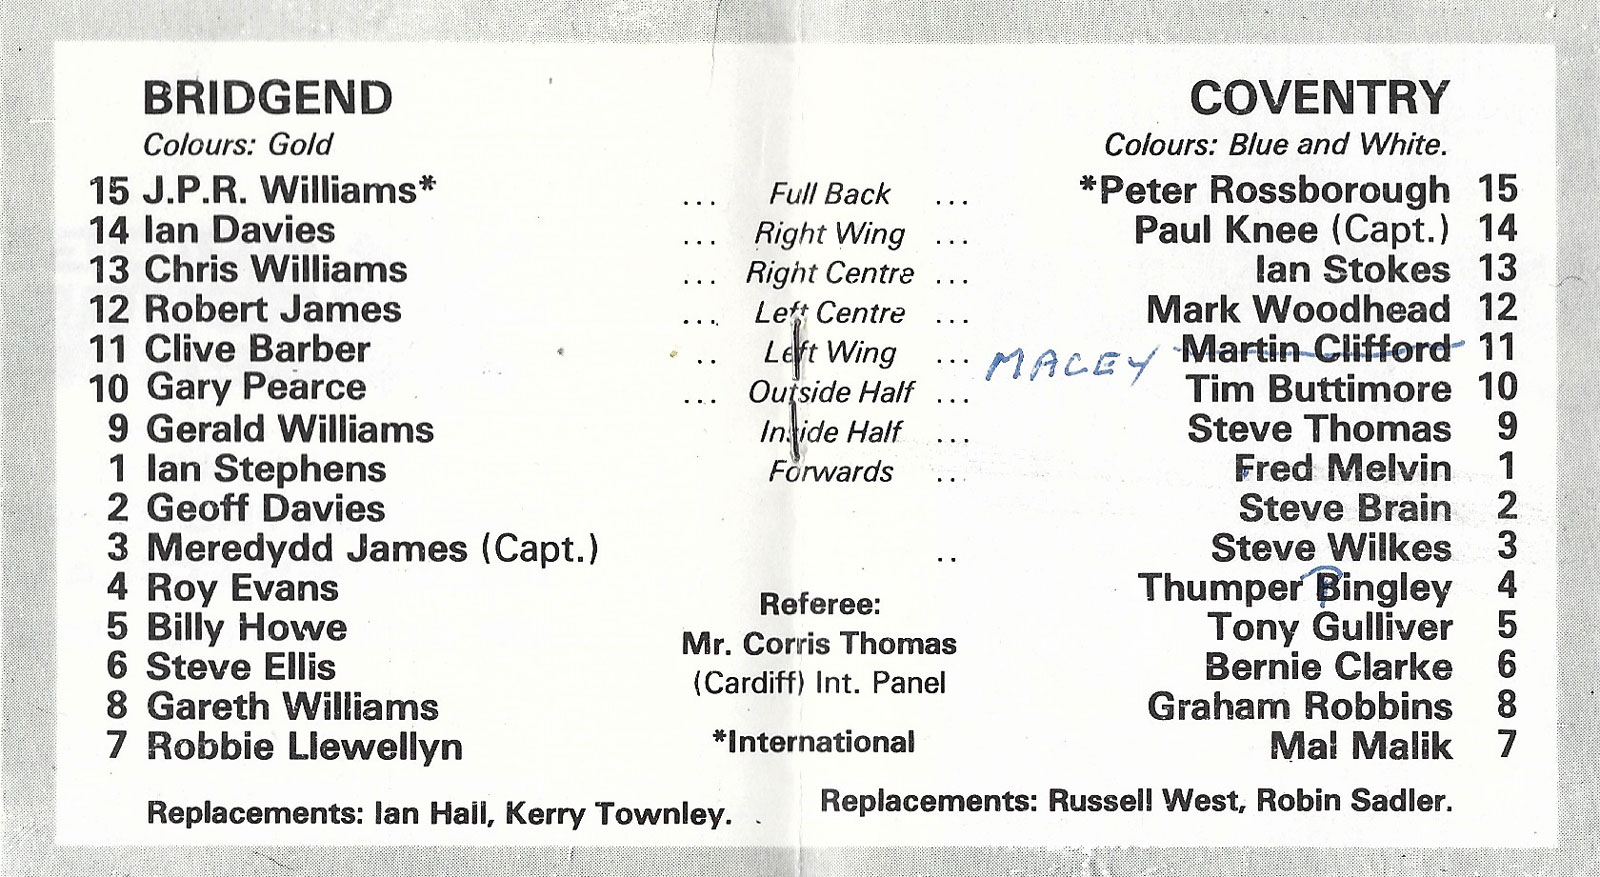 BRIDGEND
Colours: Gold
COVENTRY
Colours: Blue and White.
15 J.P.R. Williams* ... Full Back ... *Peter Rossborough 15
14 Ian Davies ... Right Wing ... Paul Knee (Capt.) 14
13 Chris Williams ... Right Centre ... Ian Stokes 13
12 Robert James ... Left Centre ... Mark Woodhead 12
11 Clive Barber .. Left Wing ... MACEY Martin Clifford 11
10 Gary Pearce ... Outside Half ... Tim Buttimore 10
9 Gerald Williams Inside Half ... Steve Thomas 9
1 Ian Stephens Forwards .. Fred Melvin 1
2 Geoff Davies Steve Brain 2
3 Meredydd James (Capt.) .. Steve Wilkes 3
4 Roy Evans Thumper Bingley 4
5 Billy Howe Tony Gulliver 5
6 Steve Ellis Bernie Clarke 6
8 Gareth Williams Graham Robbins 8
7 Robbie Llewellyn Mal Malik 7
Referee:
Mr. Corris Thomas
(Cardiff) Int. Panel
*International
Replacements: Ian Hall, Kerry Townley.
Replacements: Russell West, Robin Sadler.